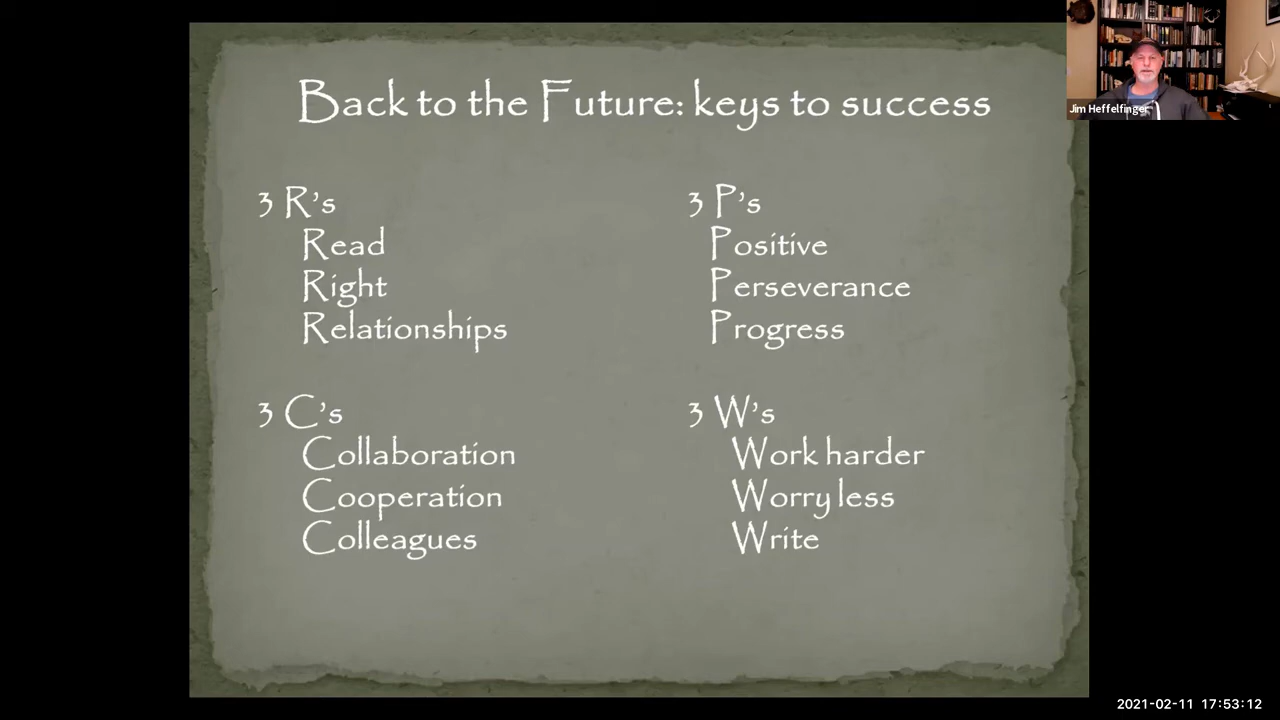 Back to the Future: keys to success
3 R's
Read
Right
Relationships
3 P's
Positive
Perseverance
Progress
3 C's
Collaboration
Cooperation
Colleagues
3 W's
Work harder
Worry less
Write
Jim Heffelfinger
2021-02-11 17:53:12